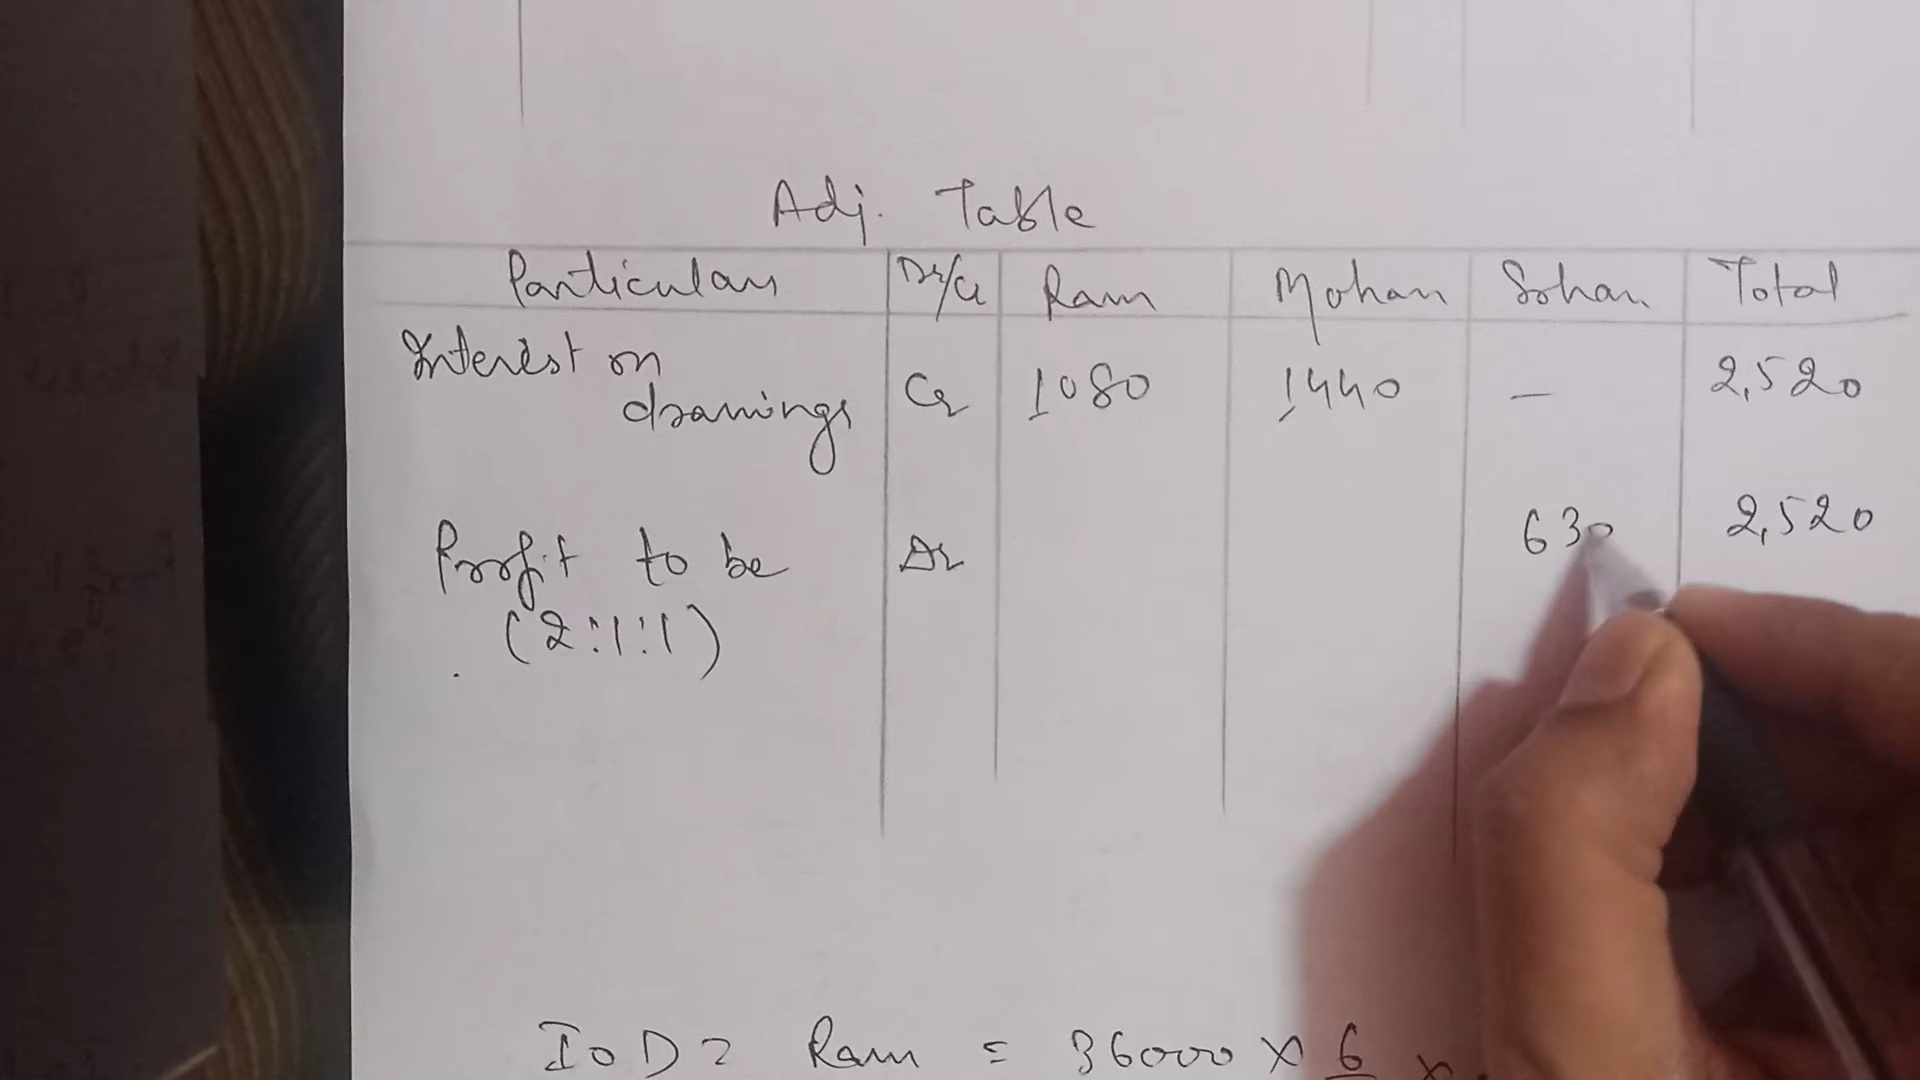 Adj. Table
Particulars Dr/Cr Ram Mohan Sohan Total
Interest on
drawings Cr 1080 1440 — 2,520
Profit to be Dr 630 2,520
(2:1:1)
IOD = Ram = 36000 × 6 ×